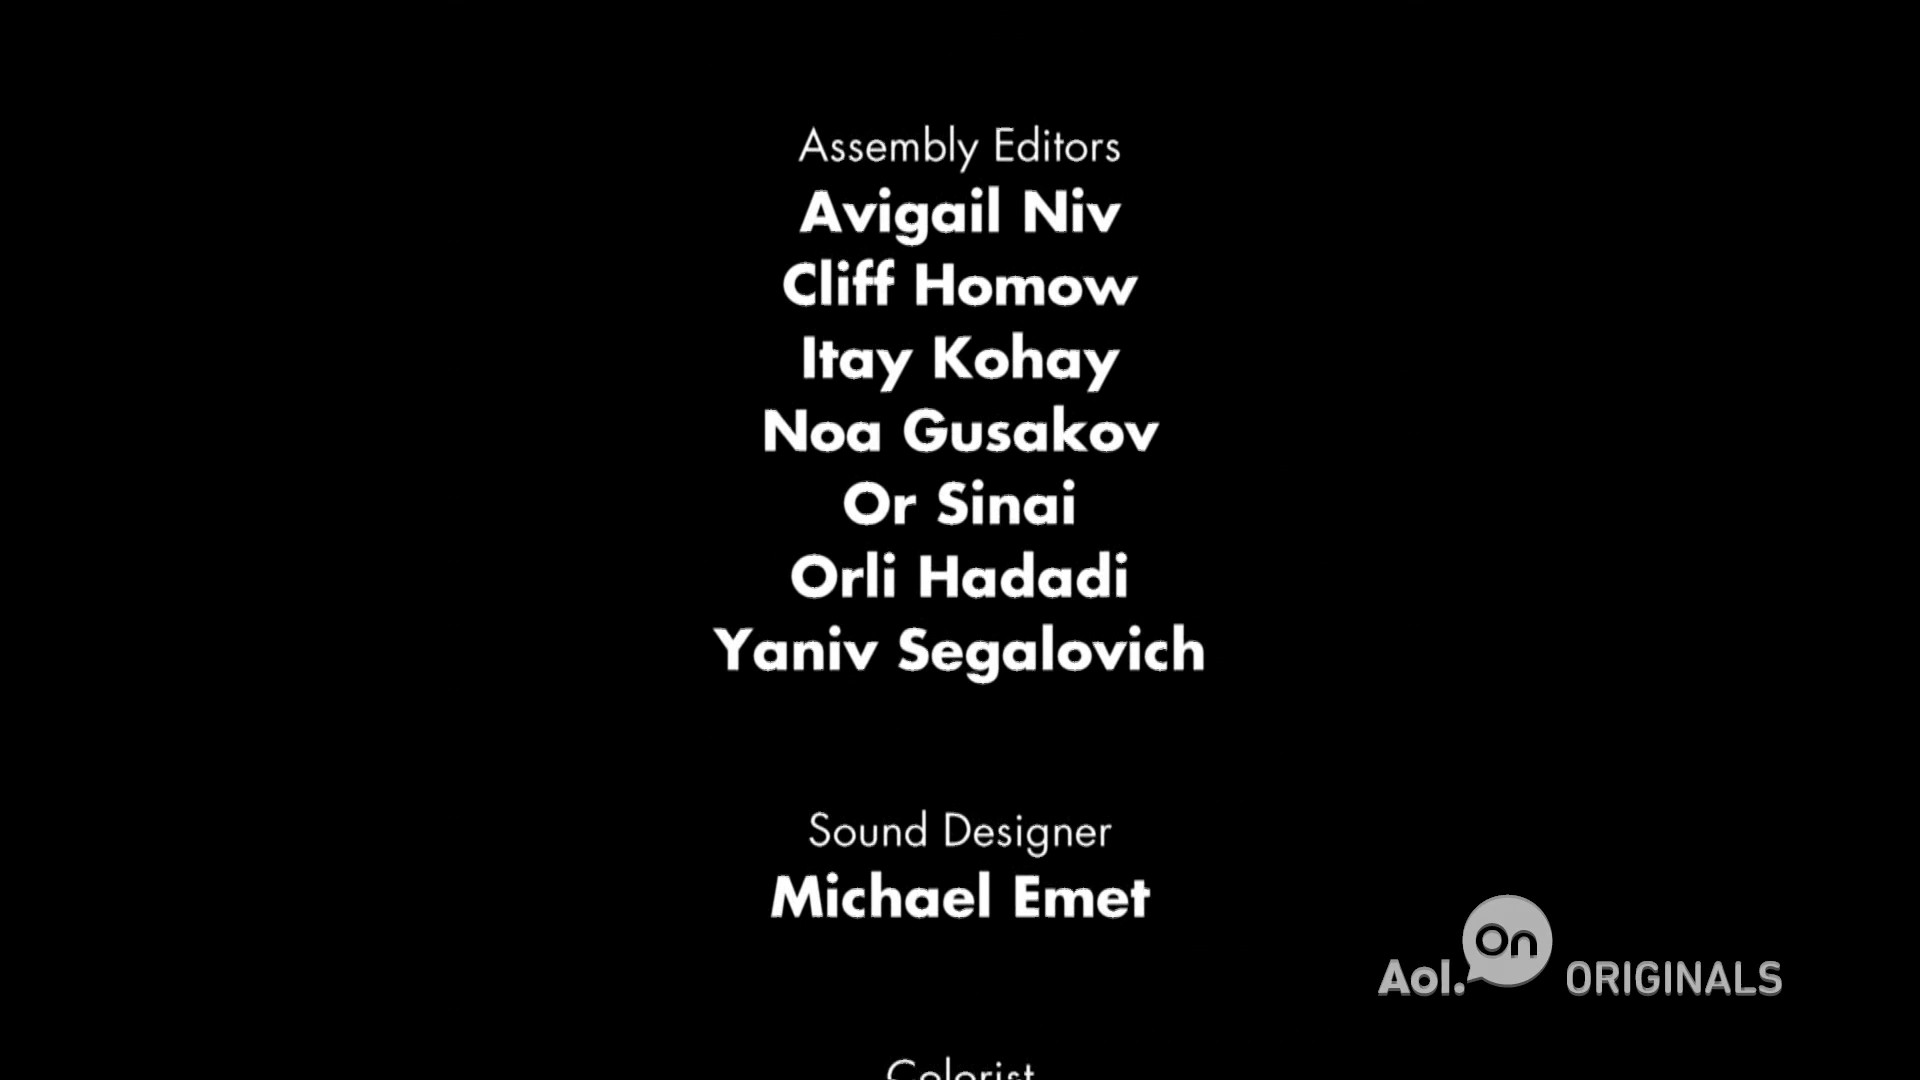 Assembly Editors
Avigail Niv
Cliff Homow
Itay Kohay
Noa Gusakov
Or Sinai
Orli Hadadi
Yaniv Segalovich
Sound Designer
Michael Emet
Aol. On ORIGINALS
Colorist